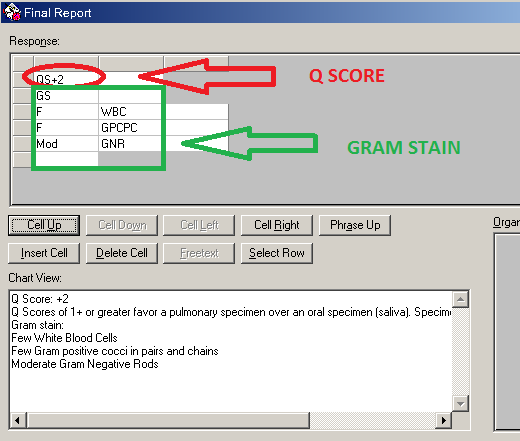 Final Report
Response:
QS+2
Q SCORE
GS
F WBC
F GPCPC
Mod GNR
GRAM STAIN
Cell Up Cell Down Cell Left Cell Right Phrase Up
Insert Cell Delete Cell Freetext Select Row
Organ
Chart View:
Q Score: +2
Q Scores of 1+ or greater favor a pulmonary specimen over an oral specimen (saliva). Specim
Gram stain:
Few White Blood Cells
Few Gram positive cocci in pairs and chains
Moderate Gram Negative Rods